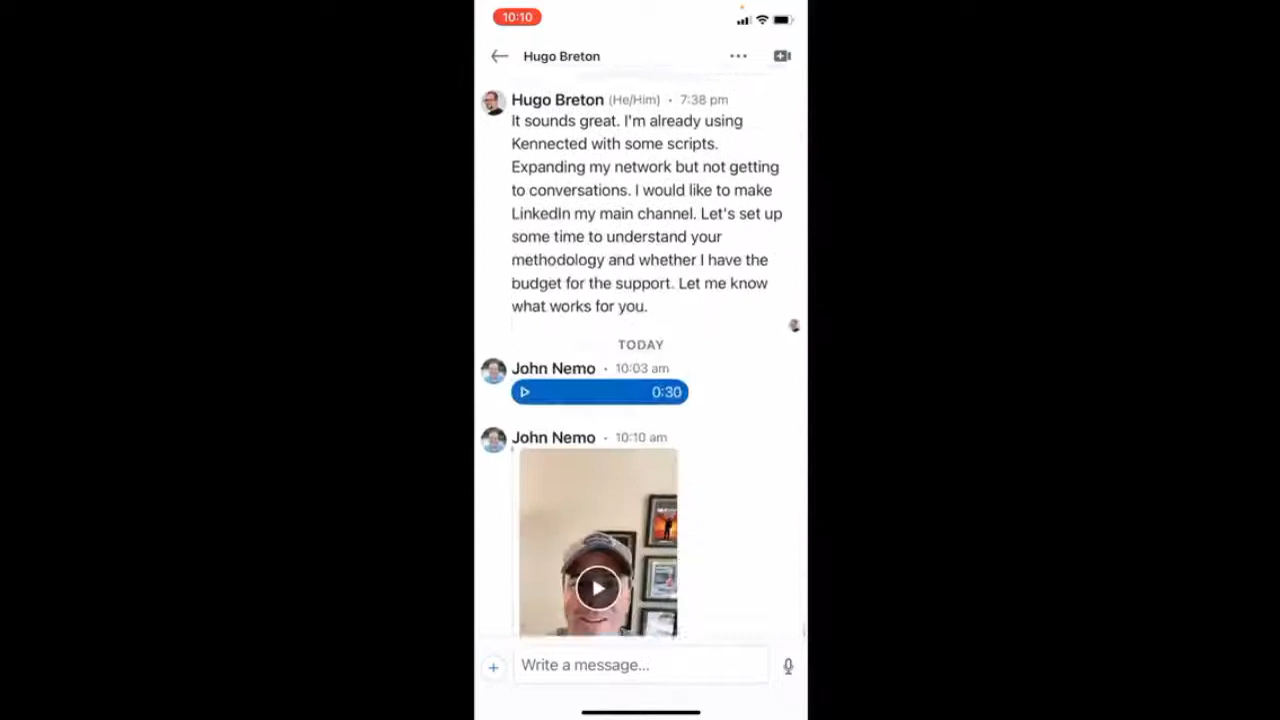 10:10
Hugo Breton
Hugo Breton (He/Him) • 7:38 pm
It sounds great. I'm already using
Kennected with some scripts.
Expanding my network but not getting
to conversations. I would like to make
LinkedIn my main channel. Let's set up
some time to understand your
methodology and whether I have the
budget for the support. Let me know
what works for you.
TODAY
John Nemo • 10:03 am
0:30
John Nemo • 10:10 am
Write a message...